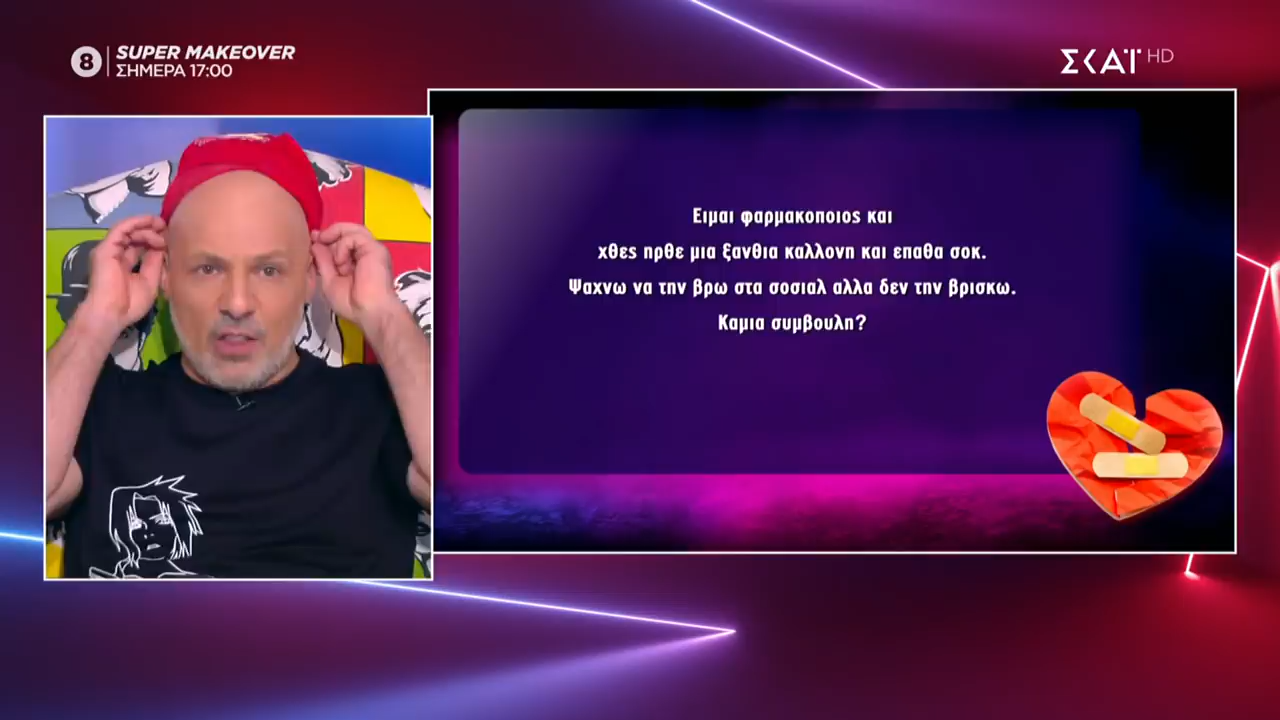 8
SUPER MAKEOVER
ΣΗΜΕΡΑ 17:00
ΣΚΑΪ HD
Ειμαι φαρμακοποιος και
χθες ηρθε μια ξανθια καλλονη και επαθα σοκ.
Ψαχνω να την βρω στα σοσιαλ αλλα δεν την βρισκω.
Καμια συμβουλη?